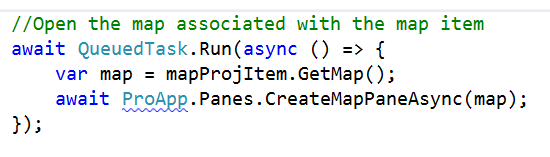 //Open the map associated with the map item
await QueuedTask.Run(async () => {
    var map = mapProjItem.GetMap();
    await ProApp.Panes.CreateMapPaneAsync(map);
});